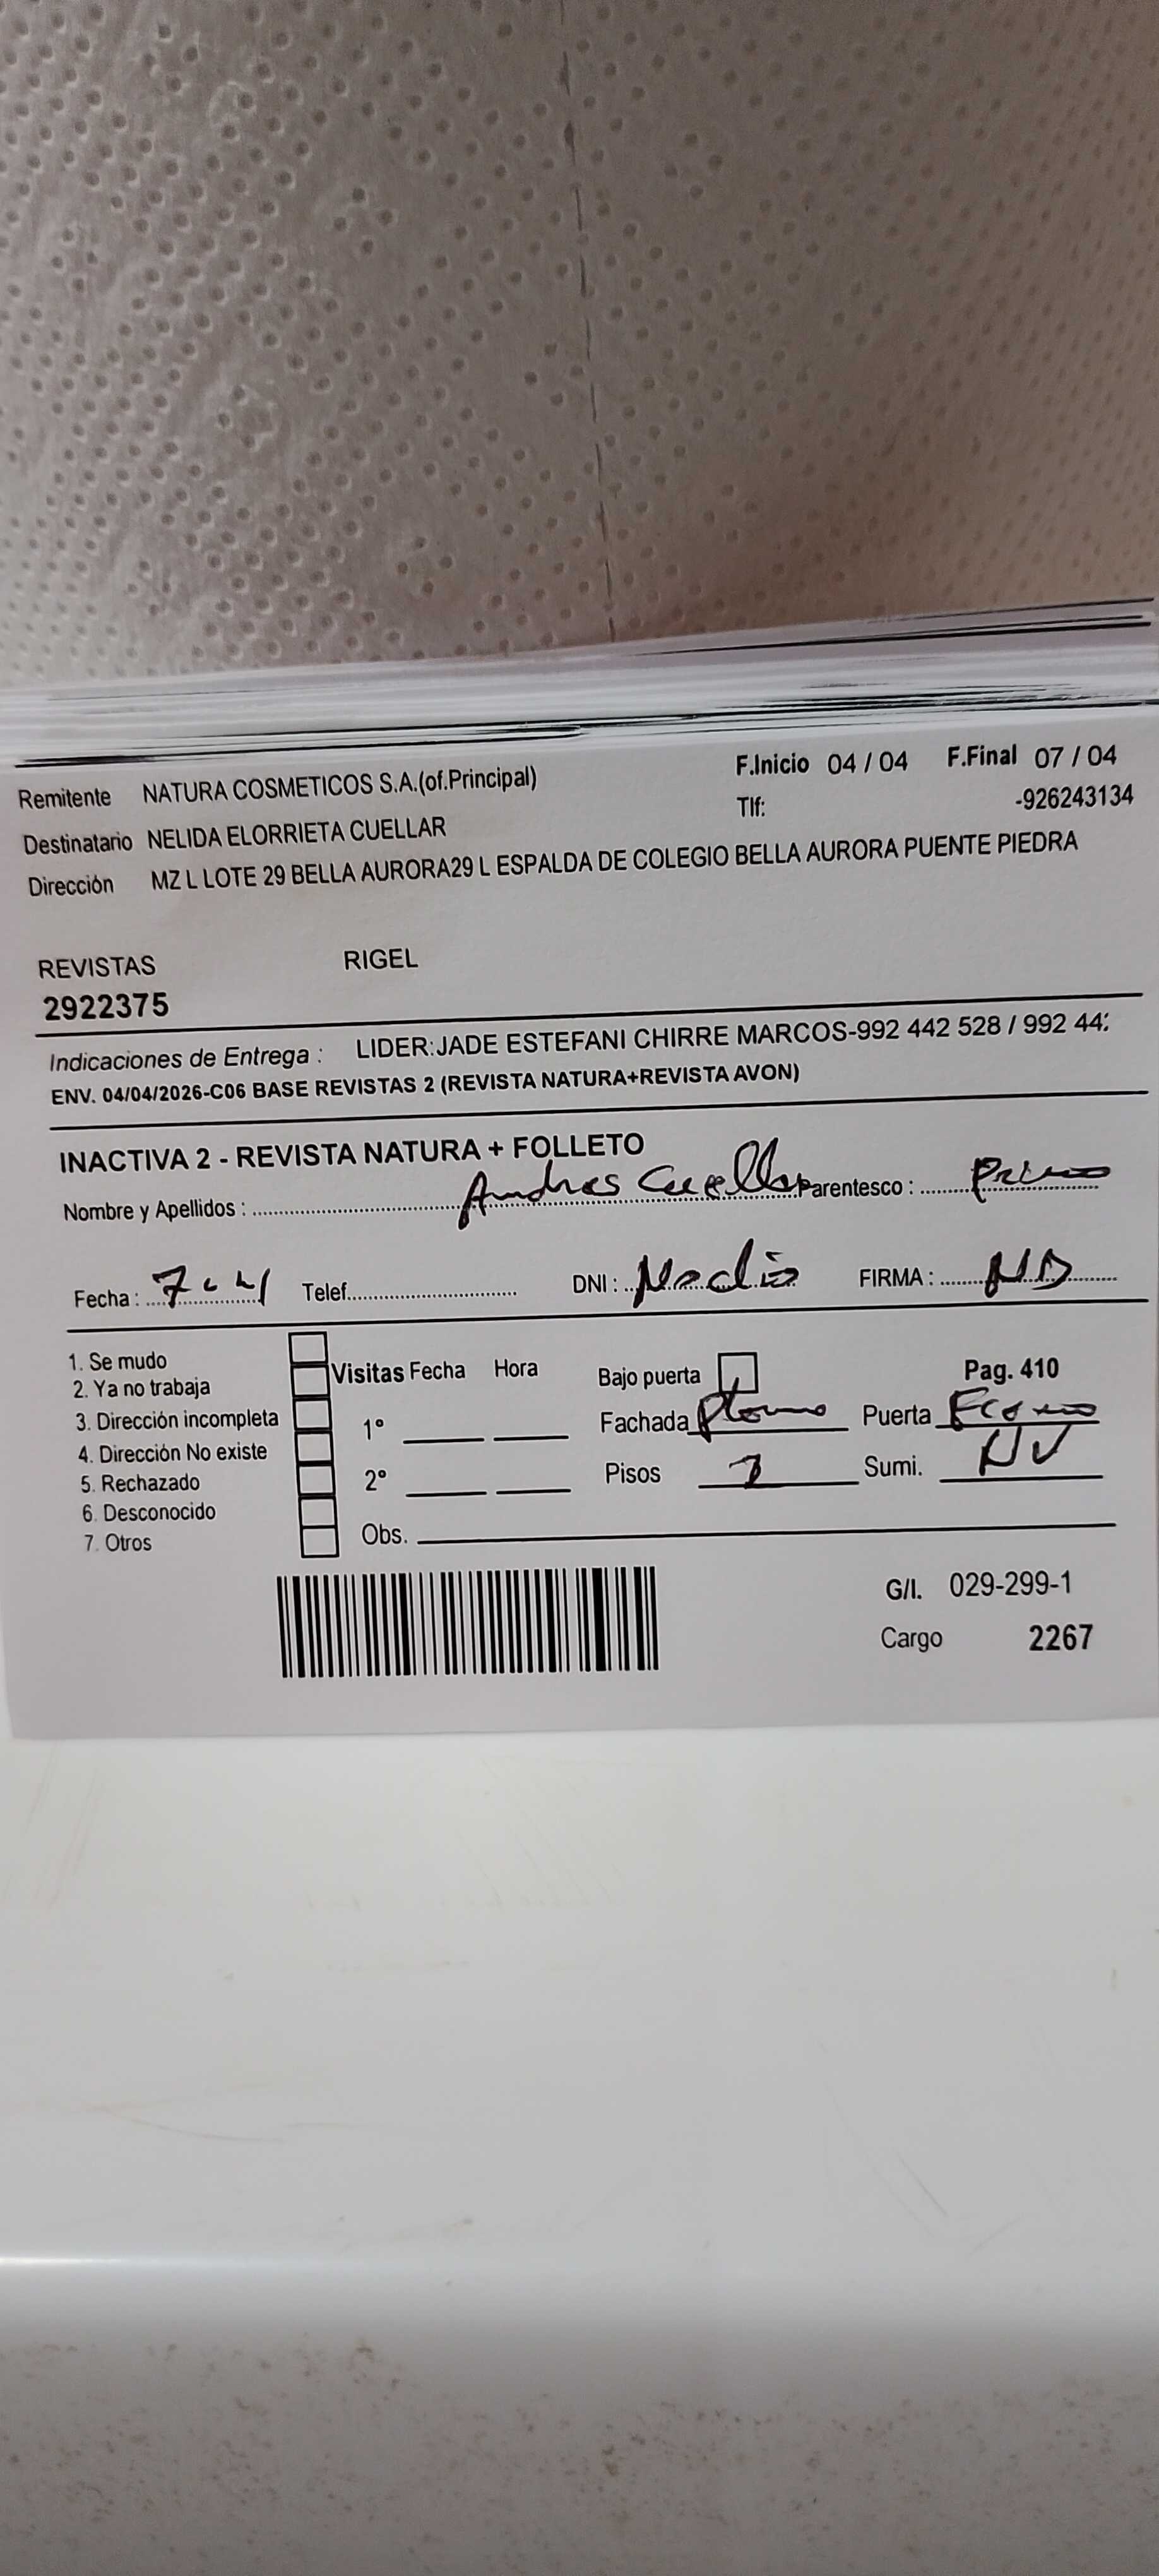 Remitente NATURA COSMETICOS S.A.(of.Principal) F.Inicio 04 / 04 F.Final 07 / 04
Tlf: -926243134
Destinatario NELIDA ELORRIETA CUELLAR
Dirección MZ L LOTE 29 BELLA AURORA29 L ESPALDA DE COLEGIO BELLA AURORA PUENTE PIEDRA
REVISTAS RIGEL
2922375
Indicaciones de Entrega : LIDER:JADE ESTEFANI CHIRRE MARCOS-992 442 528 / 992 44
ENV. 04/04/2026-C06 BASE REVISTAS 2 (REVISTA NATURA+REVISTA AVON)
INACTIVA 2 - REVISTA NATURA + FOLLETO
Nombre y Apellidos : Andres Cuellar Parentesco : Primo
Fecha : Telef. DNI : No dio FIRMA : ND
1. Se mudo
2. Ya no trabaja
3. Dirección incompleta
4. Dirección No existe
5. Rechazado
6. Desconocido
7. Otros
Visitas Fecha Hora
1°
2°
Obs.
Bajo puerta Pag. 410
Fachada Plomo Puerta
Pisos Sumi. NV
G/I. 029-299-1
Cargo 2267